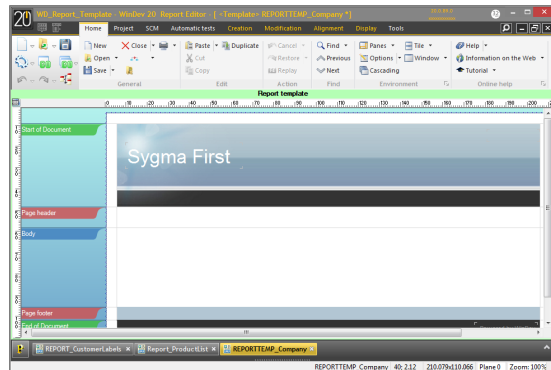 20 WD_Report_Template - WinDev 20 Report Editor - [ <Template> REPORTTEMP_Company *]
Home Project SCM Automatic tests Creation Modification Alignment Display Tools
New Close Paste Duplicate Cancel Find Panes Tile Help
Open Cut Restore Previous Options Window Information on the Web
Save Copy Replay Next Cascading Tutorial
General Edit Action Find Environment Online help
Report template
Start of Document
Sygma First
Page header
Body
Page footer
End of Document
REPORT_CustomerLabels Report_ProductList REPORTTEMP_Company
REPORTTEMP_Company 40; 2.12 210.079x110.066 Plane 0 Zoom: 100%